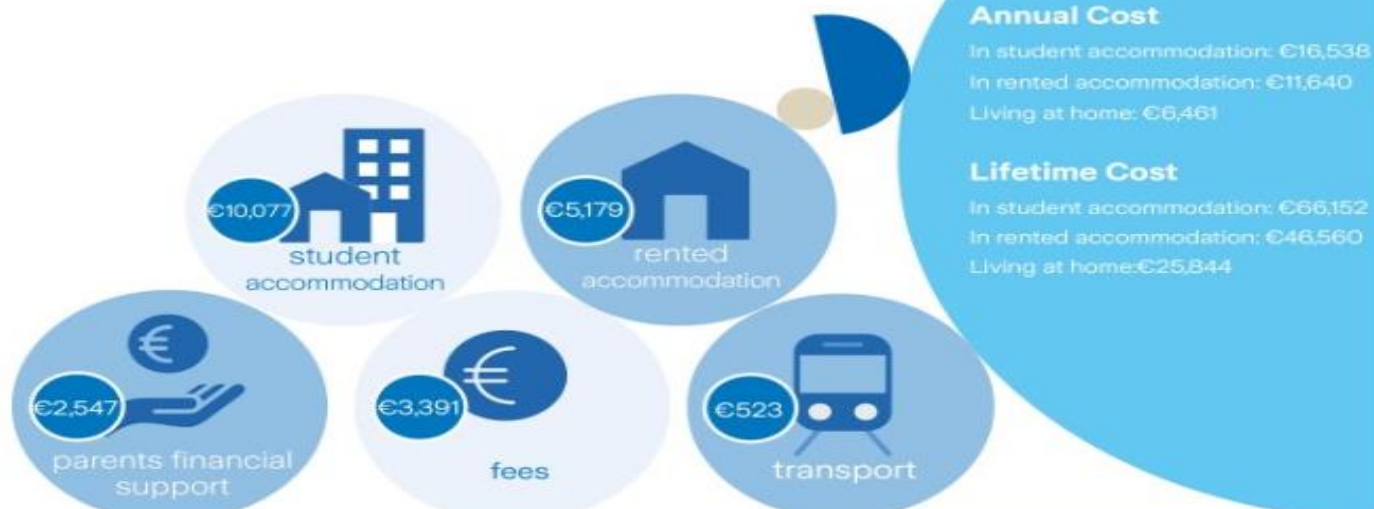 €10,077
student
accommodation
€5,179
rented
accommodation
€2,547
parents financial
support
€3,391
fees
€523
transport
Annual Cost
In student accommodation: €16,538
In rented accommodation: €11,640
Living at home: €6,461
Lifetime Cost
In student accommodation: €66,152
In rented accommodation: €46,560
Living at home:€25,844